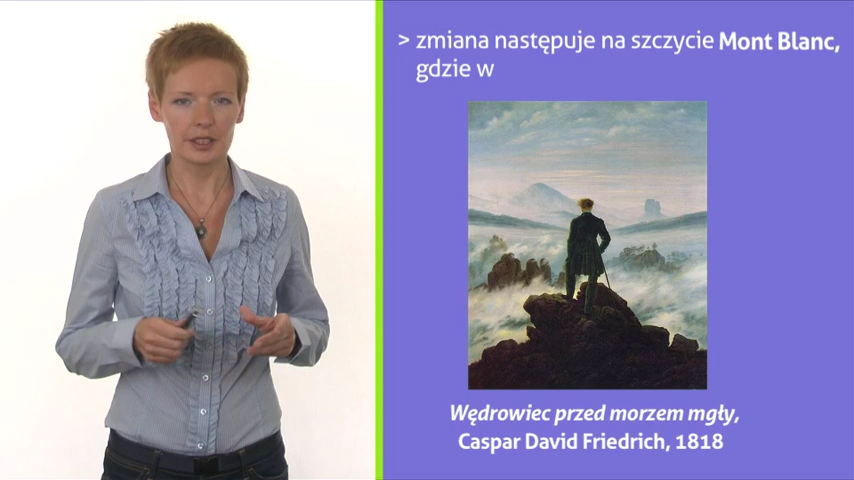 > zmiana następuje na szczycie Mont Blanc,
gdzie w
Wędrowiec przed morzem mgły,
Caspar David Friedrich, 1818